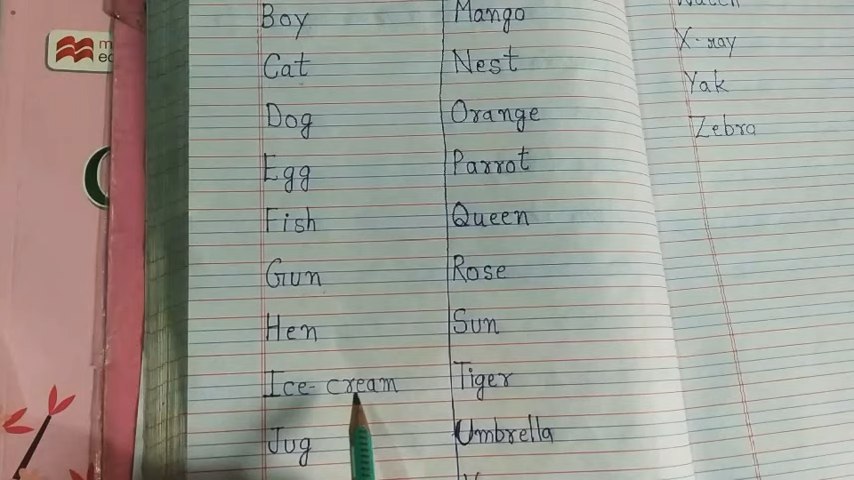 Boy
Cat
Dog
Egg
Fish
Gun
Hen
Ice-cream
Jug
Mango
Nest
Orange
Parrot
Queen
Rose
Sun
Tiger
Umbrella
X-ray
Yak
Zebra